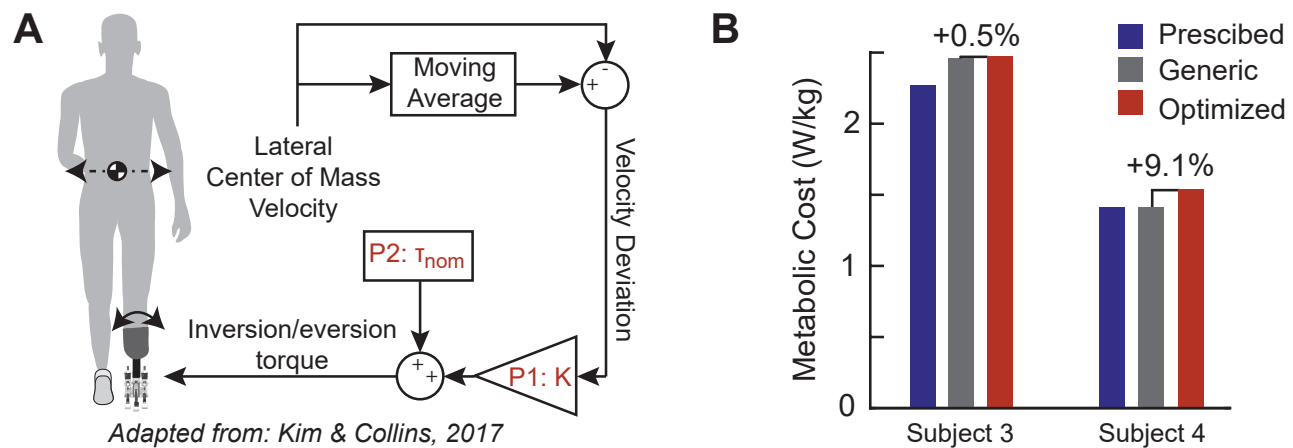 A
Moving
Average
+
-
Lateral
Center of Mass
Velocity
Velocity Deviation
P2: τnom
Inversion/eversion
torque
+
+
P1: K
Adapted from: Kim & Collins, 2017
B
+0.5%
Prescibed
Generic
Optimized
+9.1%
Metabolic Cost (W/kg)
2
1
0
Subject 3
Subject 4